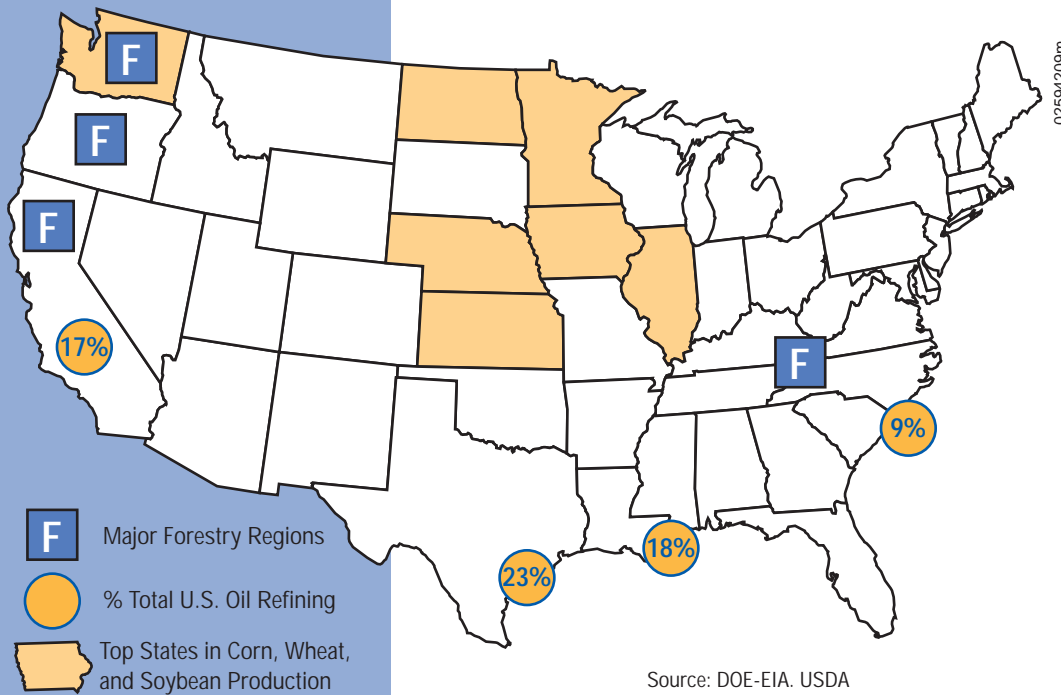 F
F
F
17%
F
9%
18%
23%
F Major Forestry Regions
% Total U.S. Oil Refining
Top States in Corn, Wheat,
and Soybean Production
Source: DOE-EIA. USDA
02594209m